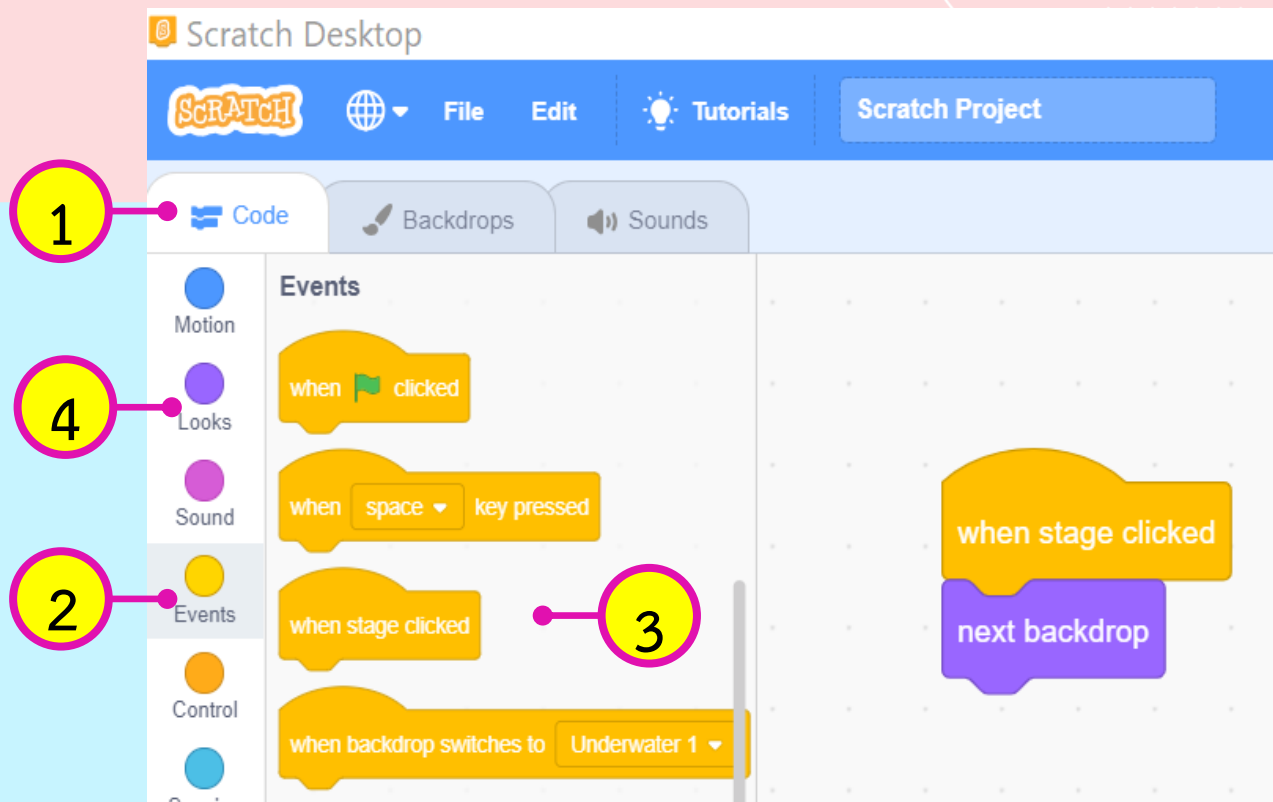 Scratch Desktop
SCRATCH File Edit Tutorials Scratch Project
1 Code Backdrops Sounds
Events
Motion
when clicked
4 Looks
when space key pressed
Sound
when stage clicked
next backdrop
2 Events
when stage clicked 3
Control
when backdrop switches to Underwater 1